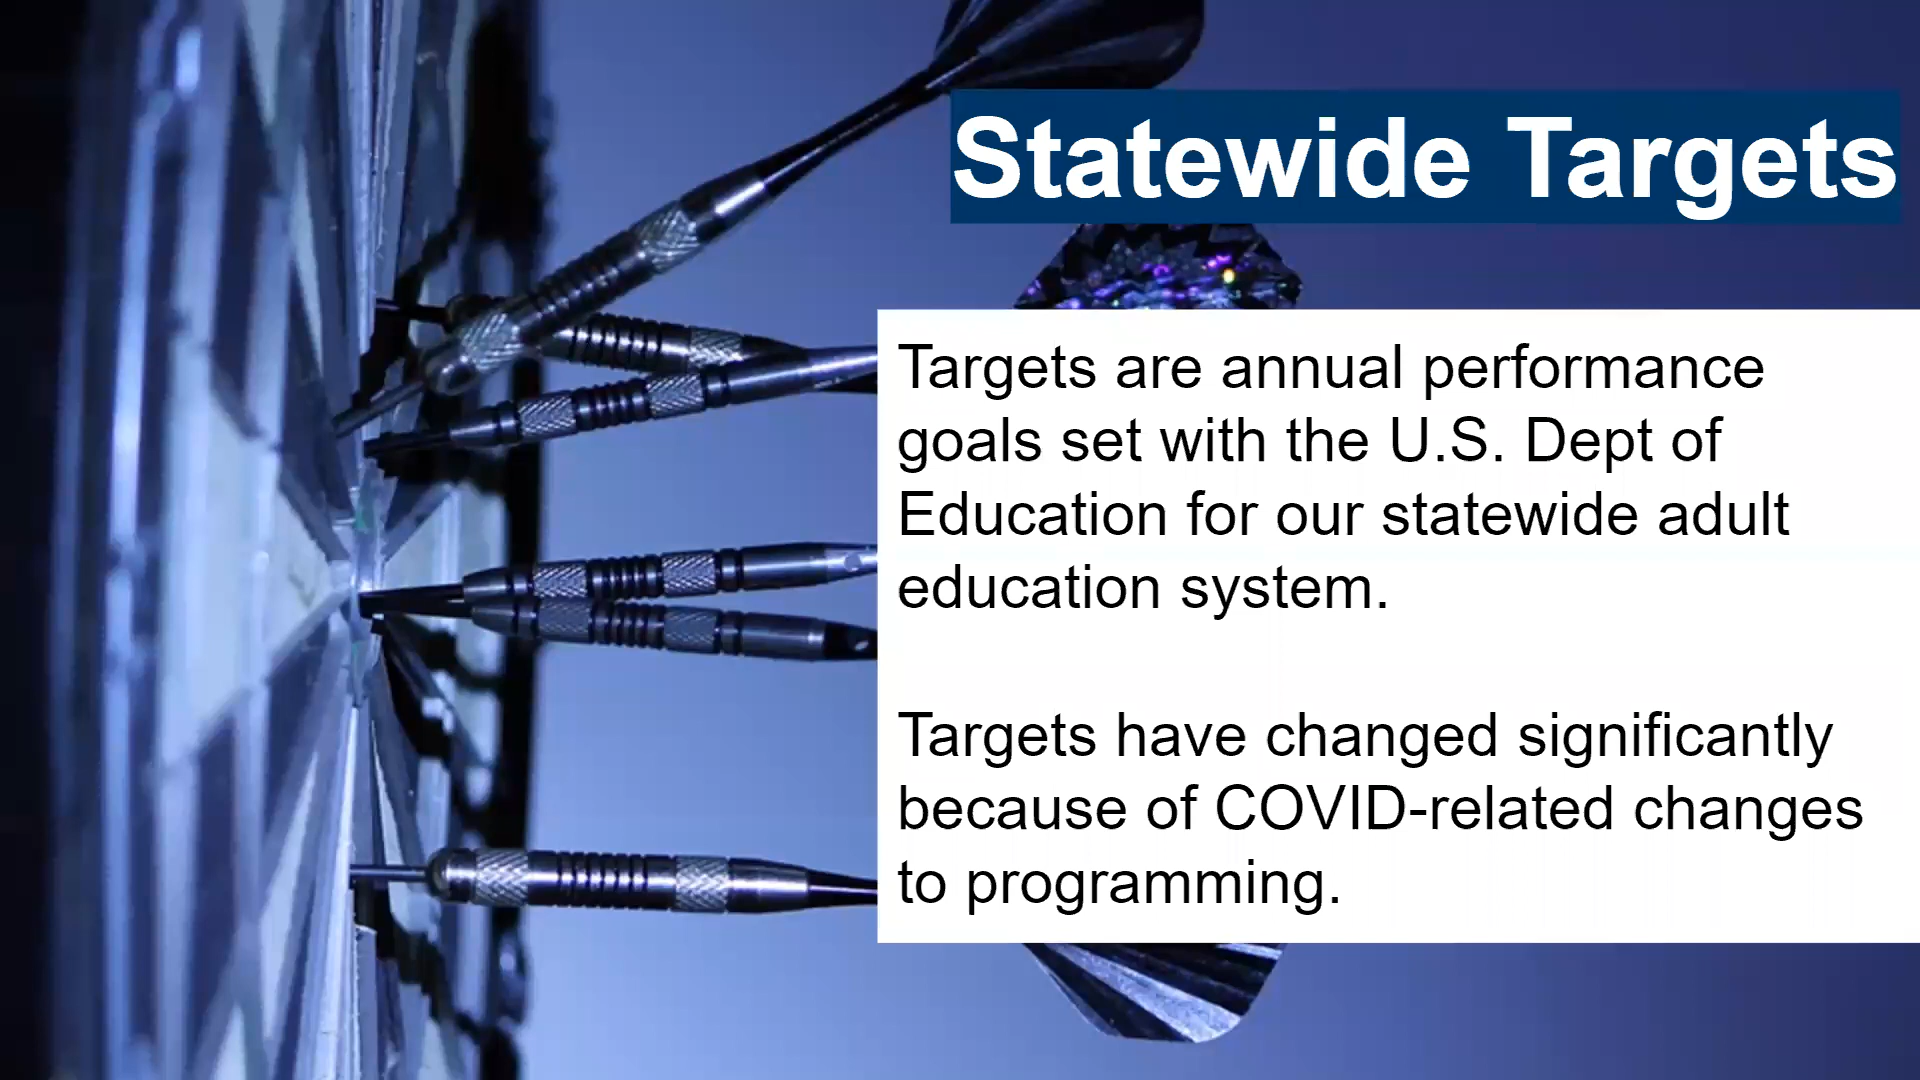 Statewide Targets
Targets are annual performance
goals set with the U.S. Dept of
Education for our statewide adult
education system.
Targets have changed significantly
because of COVID-related changes
to programming.